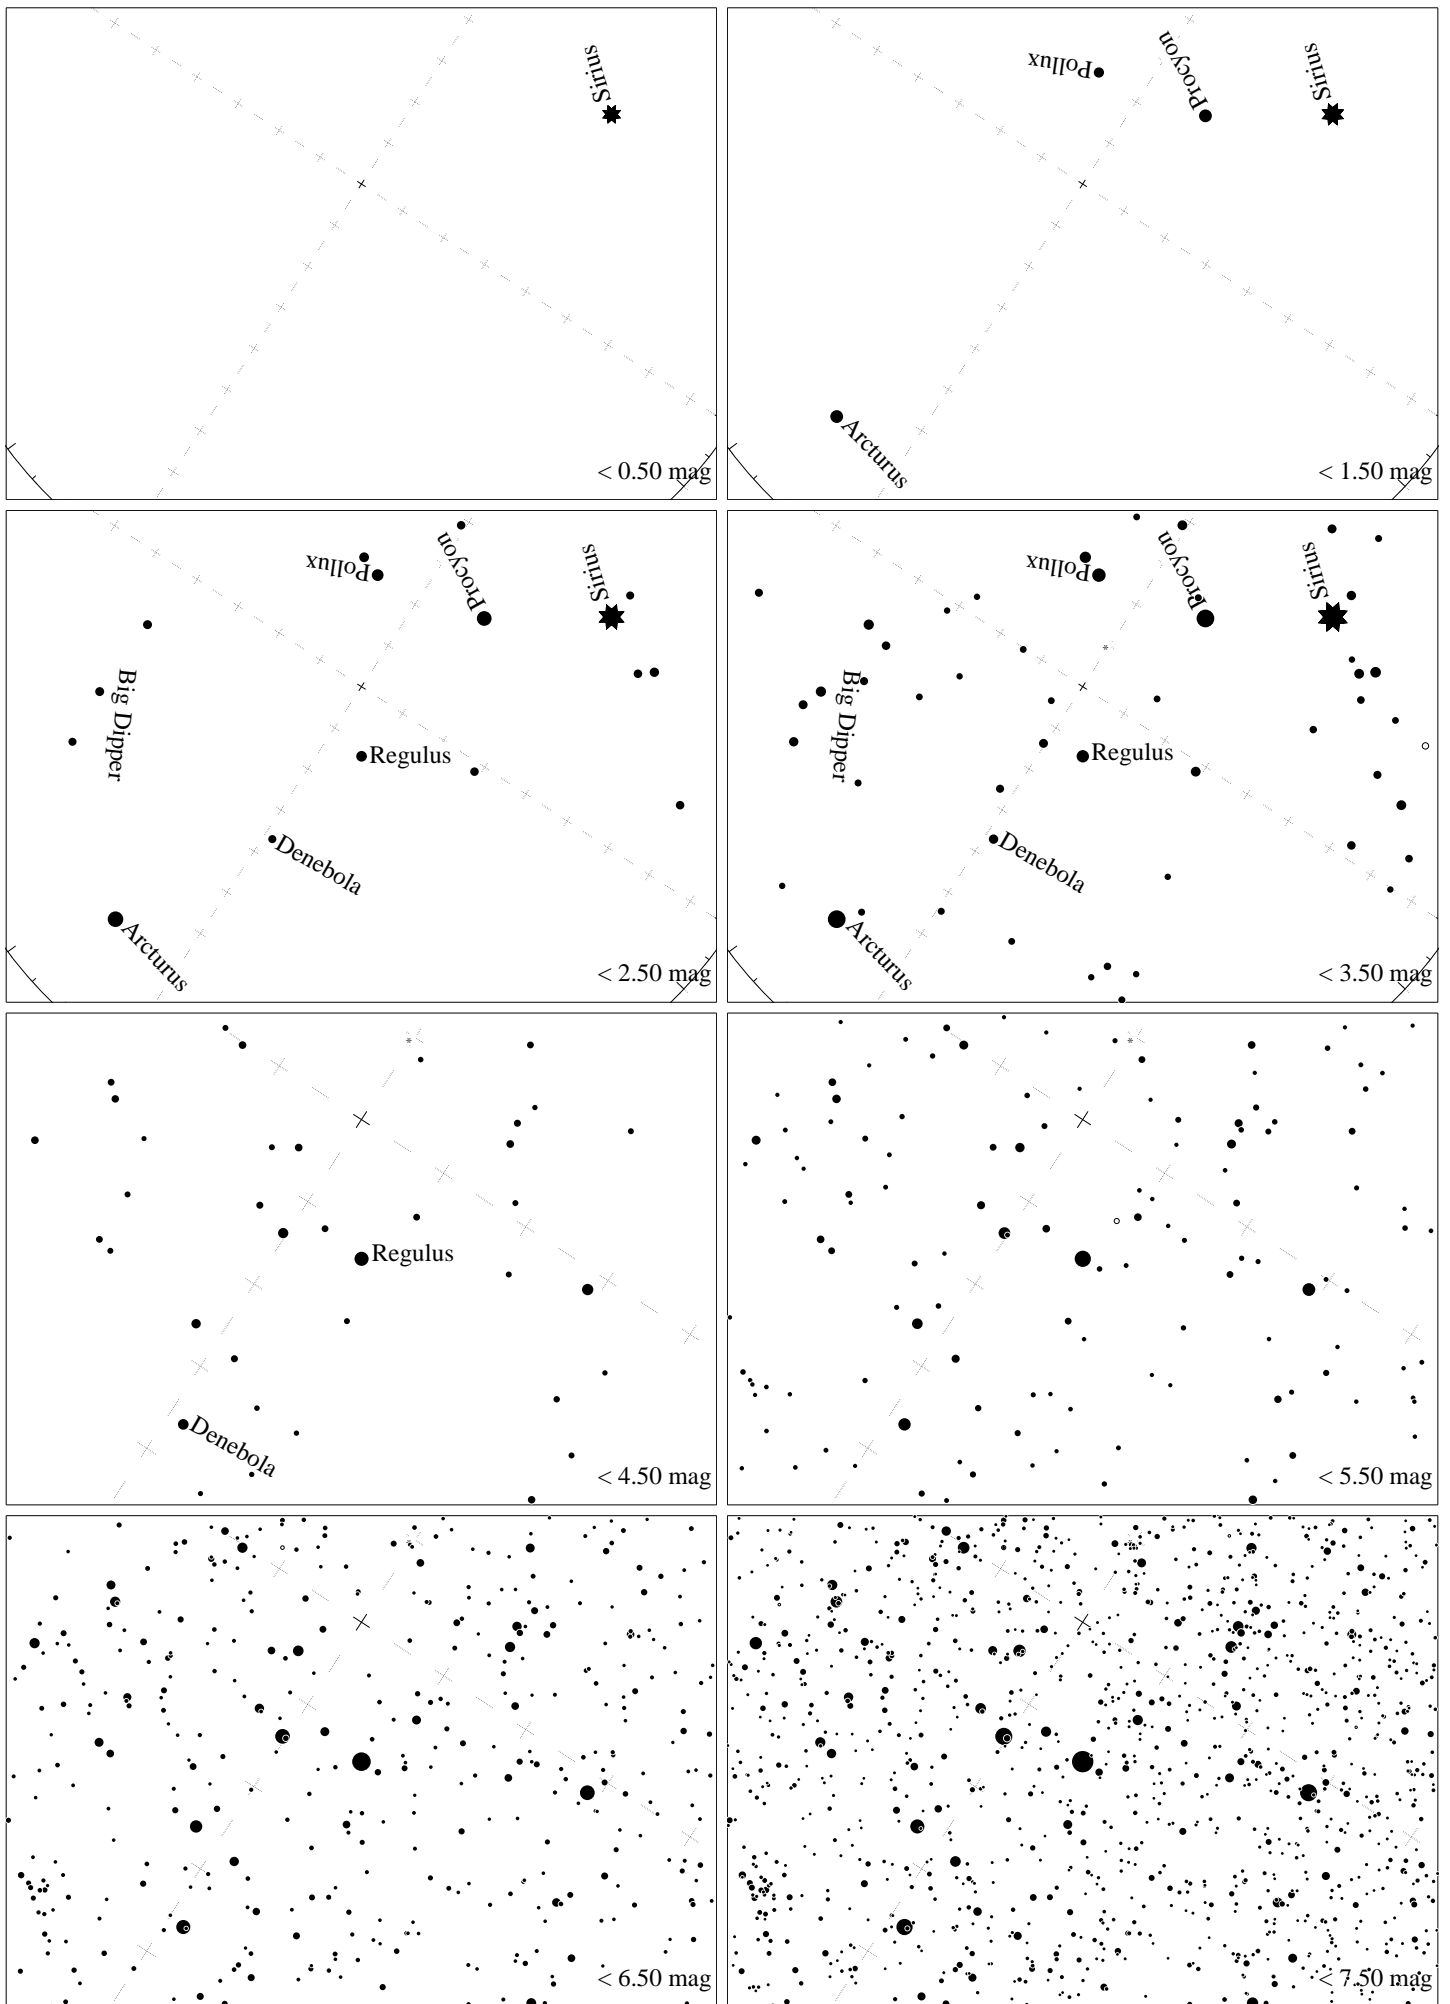 Sirius
< 0.50 mag
Pollux
Procyon
Sirius
Arcturus
< 1.50 mag
Pollux
Procyon
Sirius
Big Dipper
Regulus
Denebola
Arcturus
< 2.50 mag
Pollux
Procyon
Sirius
Big Dipper
Regulus
Denebola
Arcturus
< 3.50 mag
Regulus
Denebola
< 4.50 mag
< 5.50 mag
< 6.50 mag
< 7.50 mag